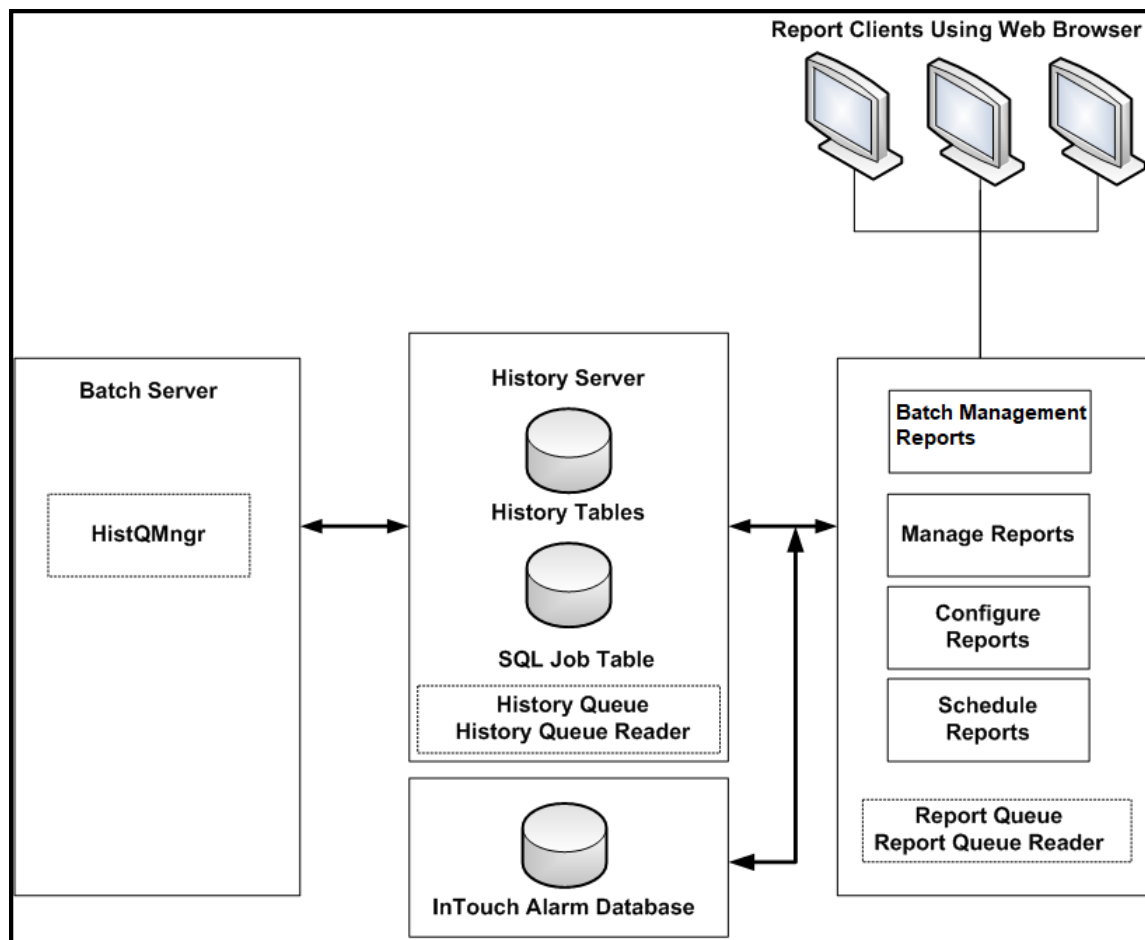 Report Clients Using Web Browser
Batch Server
HistQMngr
History Server
History Tables
SQL Job Table
History Queue
History Queue Reader
InTouch Alarm Database
Batch Management
Reports
Manage Reports
Configure
Reports
Schedule
Reports
Report Queue
Report Queue Reader